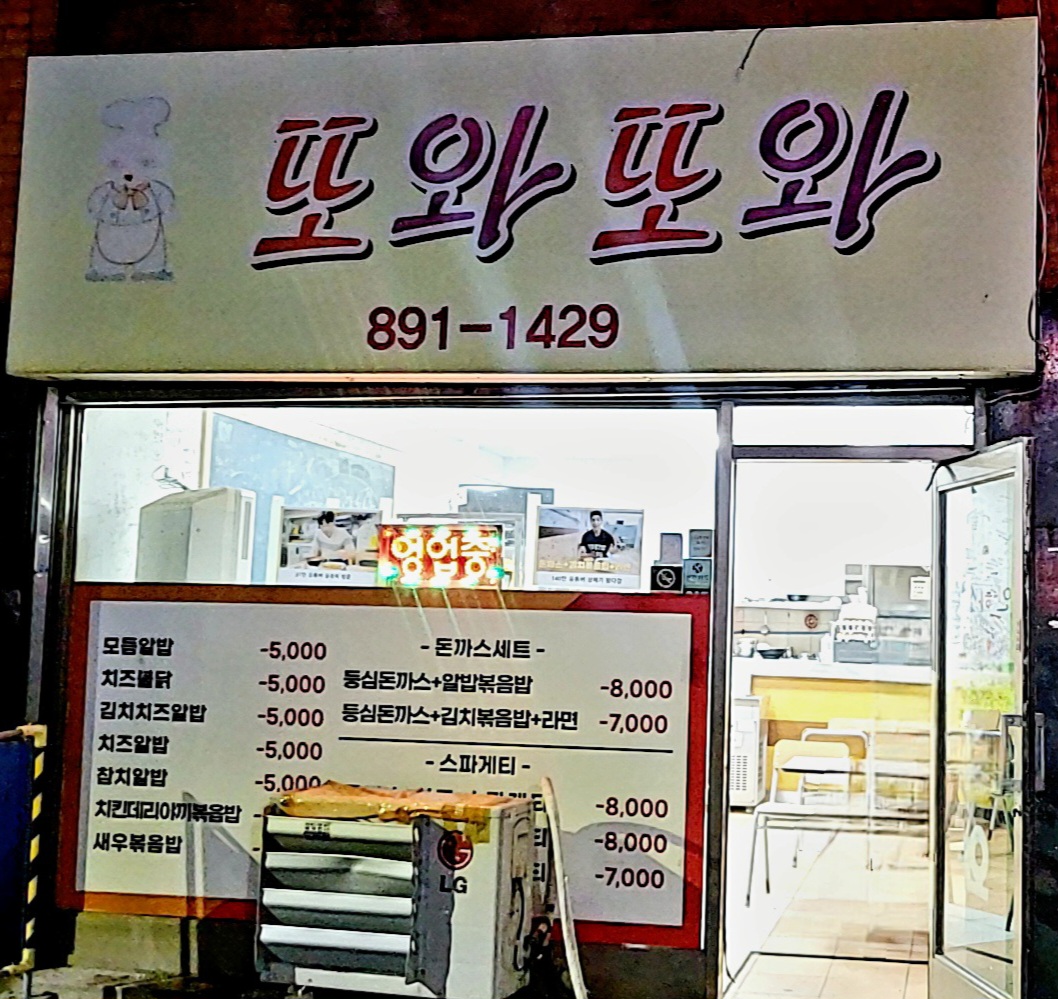 또와또와
891-1429
영업중
모듬알밥 -5,000
치즈불닭 -5,000
김치치즈알밥 -5,000
치즈알밥 -5,000
참치알밥 -5,000
치킨데리야끼볶음밥
새우볶음밥
- 돈까스세트 -
등심돈까스+알밥볶음밥 -8,000
등심돈까스+김치볶음밥+라면 -7,000
- 스파게티 -
-8,000
-8,000
-7,000
LG